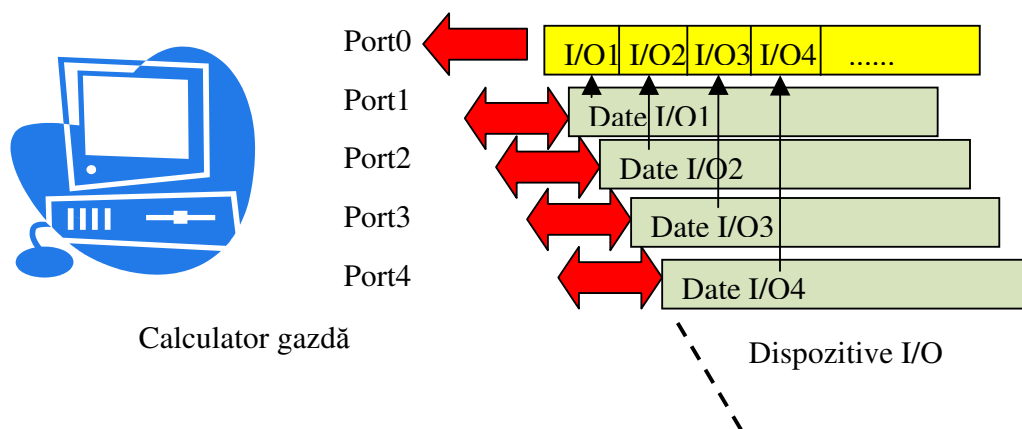 Port0 I/O1 I/O2 I/O3 I/O4 ......
Port1 Date I/O1
Port2 Date I/O2
Port3 Date I/O3
Port4 Date I/O4
Calculator gazdă
Dispozitive I/O